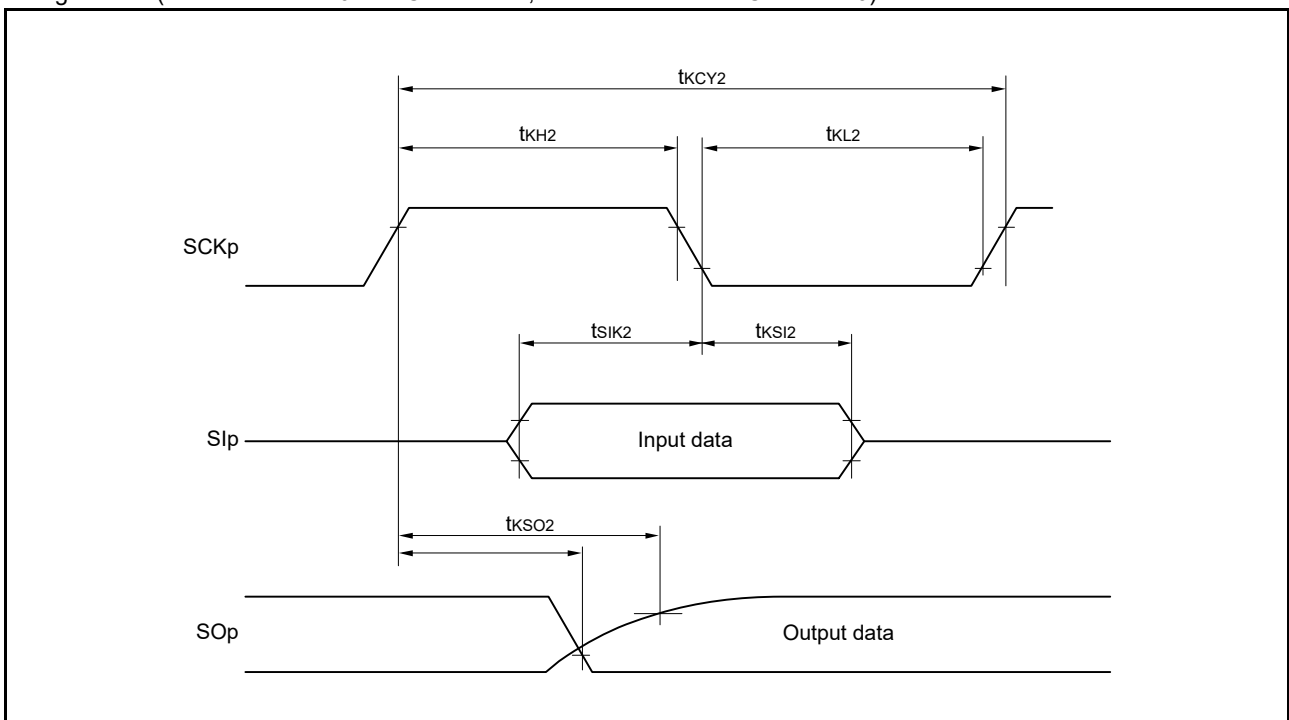 tKCY2
tKH2
tKL2
SCKp
tSIK2
tKSI2
SIp
Input data
tKSO2
SOp
Output data